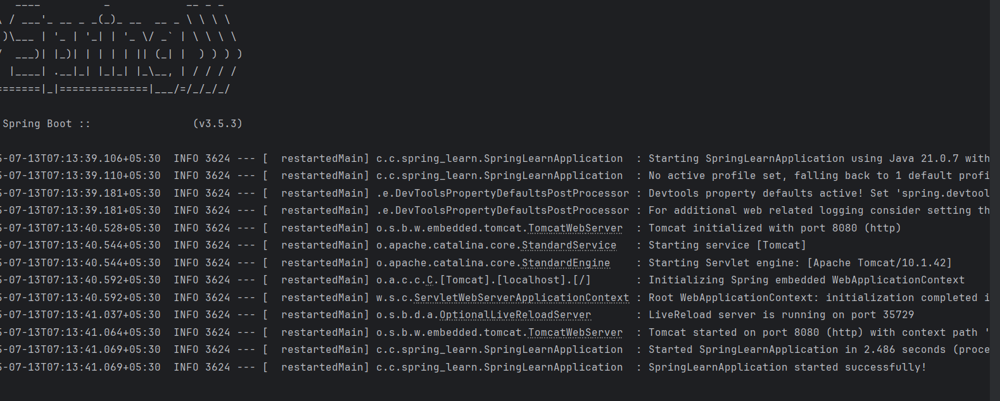 ____          _            __ _ _
\ / ___'_ __ _ _(_)_ __  __ _ \ \ \ \
)\___ | '_ | '_| | '_ \/ _` | \ \ \ \
/  ___)| |_)| | | | | || (_| |  ) ) ) )
 |____| .__|_| |_|_| |_\__, | / / / /
=======|_|==============|___/=/_/_/_/
Spring Boot ::                (v3.5.3)
5-07-13T07:13:39.106+05:30  INFO 3624 --- [  restartedMain] c.c.spring_learn.SpringLearnApplication  : Starting SpringLearnApplication using Java 21.0.7 with
5-07-13T07:13:39.110+05:30  INFO 3624 --- [  restartedMain] c.c.spring_learn.SpringLearnApplication  : No active profile set, falling back to 1 default profi
5-07-13T07:13:39.181+05:30  INFO 3624 --- [  restartedMain] .e.DevToolsPropertyDefaultsPostProcessor : Devtools property defaults active! Set 'spring.devtool
5-07-13T07:13:39.181+05:30  INFO 3624 --- [  restartedMain] .e.DevToolsPropertyDefaultsPostProcessor : For additional web related logging consider setting th
5-07-13T07:13:40.528+05:30  INFO 3624 --- [  restartedMain] o.s.b.w.embedded.tomcat.TomcatWebServer  : Tomcat initialized with port 8080 (http)
5-07-13T07:13:40.544+05:30  INFO 3624 --- [  restartedMain] o.apache.catalina.core.StandardService   : Starting service [Tomcat]
5-07-13T07:13:40.544+05:30  INFO 3624 --- [  restartedMain] o.apache.catalina.core.StandardEngine    : Starting Servlet engine: [Apache Tomcat/10.1.42]
5-07-13T07:13:40.592+05:30  INFO 3624 --- [  restartedMain] o.a.c.c.C.[Tomcat].[localhost].[/]       : Initializing Spring embedded WebApplicationContext
5-07-13T07:13:40.592+05:30  INFO 3624 --- [  restartedMain] w.s.c.ServletWebServerApplicationContext : Root WebApplicationContext: initialization completed i
5-07-13T07:13:41.037+05:30  INFO 3624 --- [  restartedMain] o.s.b.d.a.OptionalLiveReloadServer       : LiveReload server is running on port 35729
5-07-13T07:13:41.064+05:30  INFO 3624 --- [  restartedMain] o.s.b.w.embedded.tomcat.TomcatWebServer  : Tomcat started on port 8080 (http) with context path '
5-07-13T07:13:41.069+05:30  INFO 3624 --- [  restartedMain] c.c.spring_learn.SpringLearnApplication  : Started SpringLearnApplication in 2.486 seconds (proce
5-07-13T07:13:41.069+05:30  INFO 3624 --- [  restartedMain] c.c.spring_learn.SpringLearnApplication  : SpringLearnApplication started successfully!